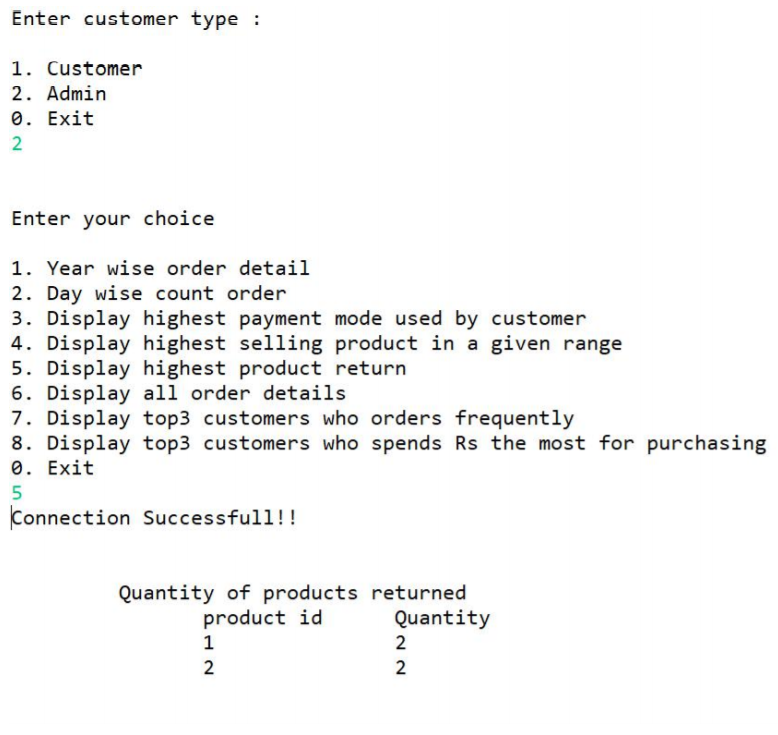 Enter customer type :
1. Customer
2. Admin
0. Exit
2
Enter your choice
1. Year wise order detail
2. Day wise count order
3. Display highest payment mode used by customer
4. Display highest selling product in a given range
5. Display highest product return
6. Display all order details
7. Display top3 customers who orders frequently
8. Display top3 customers who spends Rs the most for purchasing
0. Exit
5
Connection Successfull!!
Quantity of products returned
product id Quantity
1 2
2 2